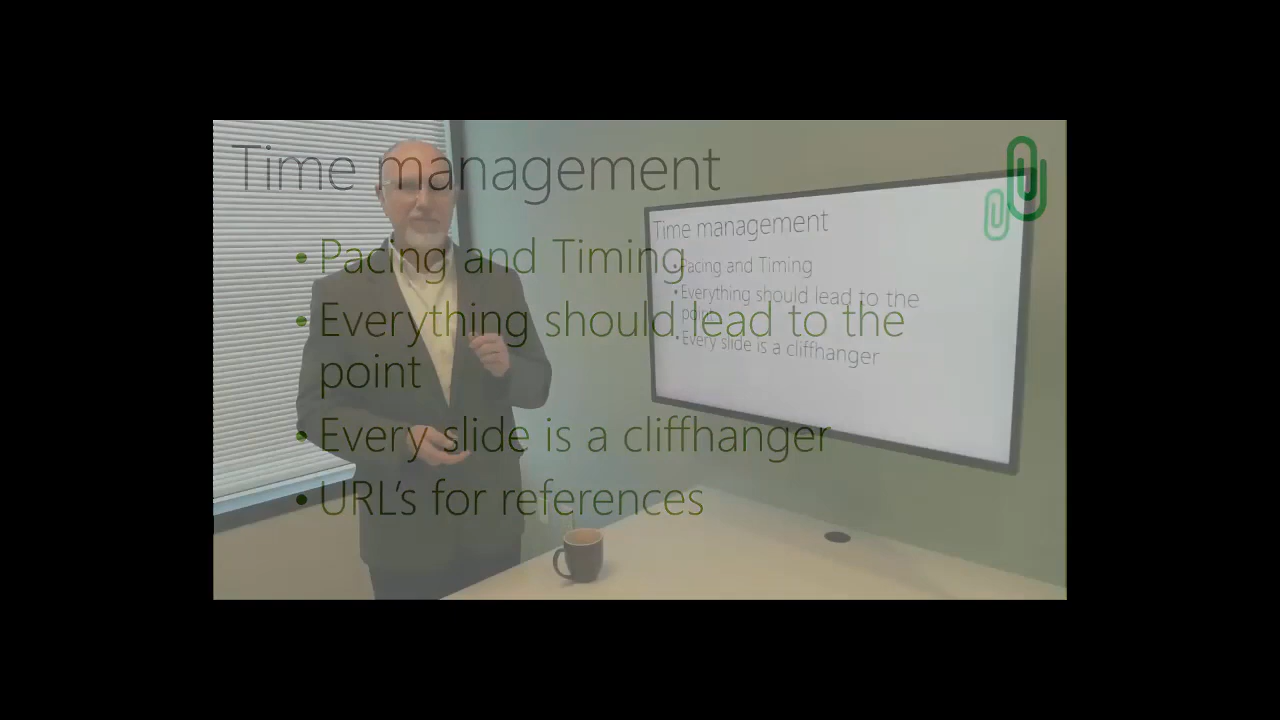 Time management
• Pacing and Timing
• Everything should lead to the
point
• Every slide is a cliffhanger
• URL's for references
Time management
• Pacing and Timing
• Everything should lead to the
point
• Every slide is a cliffhanger